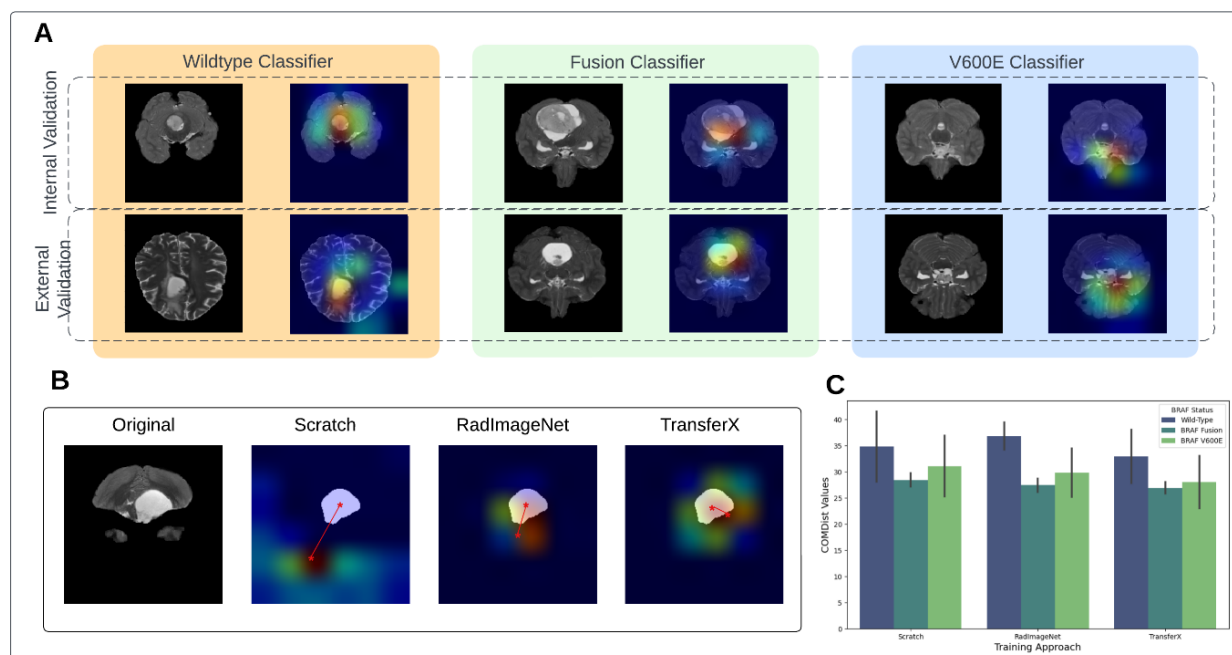 A
Wildtype Classifier
Fusion Classifier
V600E Classifier
Internal Validation
External
Validation
B
Original
Scratch
RadImageNet
TransferX
C
BRAF Status
Wild-Type
BRAF Fusion
BRAF V600E
COMDist Values
40
35
30
25
20
15
10
5
0
Scratch
RadImageNet
TransferX
Training Approach